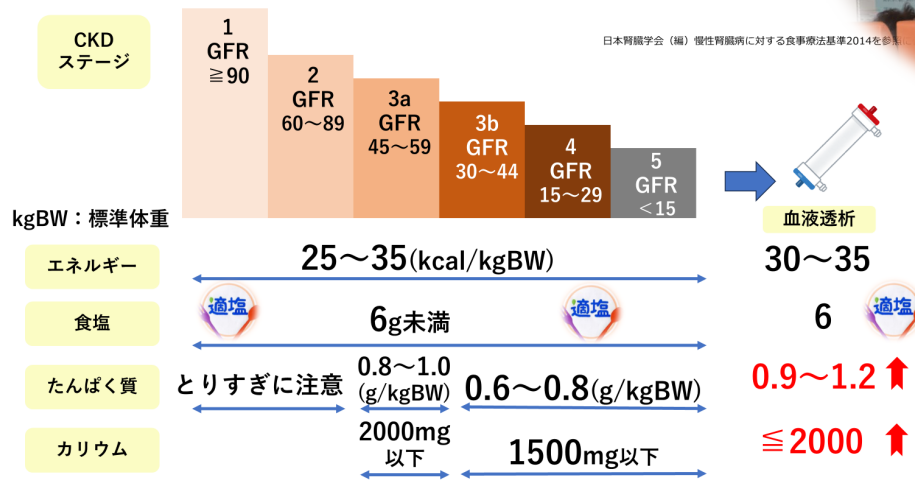 CKD
ステージ
1
GFR
≧90
2
GFR
60～89
3a
GFR
45～59
3b
GFR
30～44
4
GFR
15～29
5
GFR
＜15
日本腎臓学会（編）慢性腎臓病に対する食事療法基準2014を参
血液透析
kgBW：標準体重
エネルギー
25～35(kcal/kgBW)
30～35
食塩
適塩
6g未満
適塩
6
適塩
たんぱく質
とりすぎに注意
0.8～1.0
(g/kgBW)
0.6～0.8(g/kgBW)
0.9～1.2
カリウム
2000mg
以下
1500mg以下
≦2000